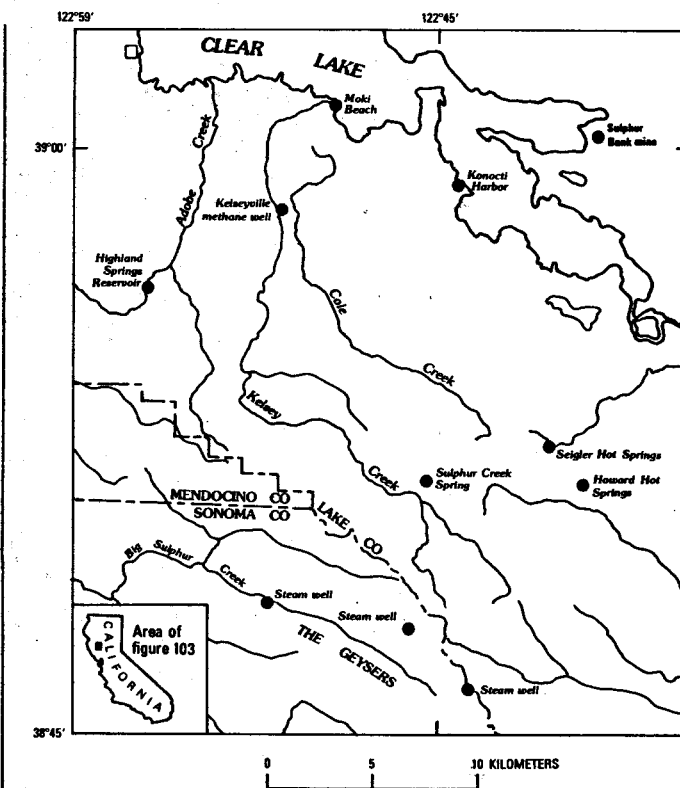 122°59'
122°45'
CLEAR LAKE
Moki
Beach
Sulphur
Bank mine
39°00'
Adobe Creek
Konocti
Harbor
Kelseyville
methane well
Highland
Springs
Reservoir
Cole Creek
Kelsey Creek
Seigler Hot Springs
Sulphur Creek
Spring
Howard Hot
Springs
MENDOCINO CO
SONOMA CO
LAKE CO
Big Sulphur Creek
Steam well
Steam well
THE GEYSERS
Steam well
CALIFORNIA
Area of
figure 103
38°45'
0 5 10 KILOMETERS